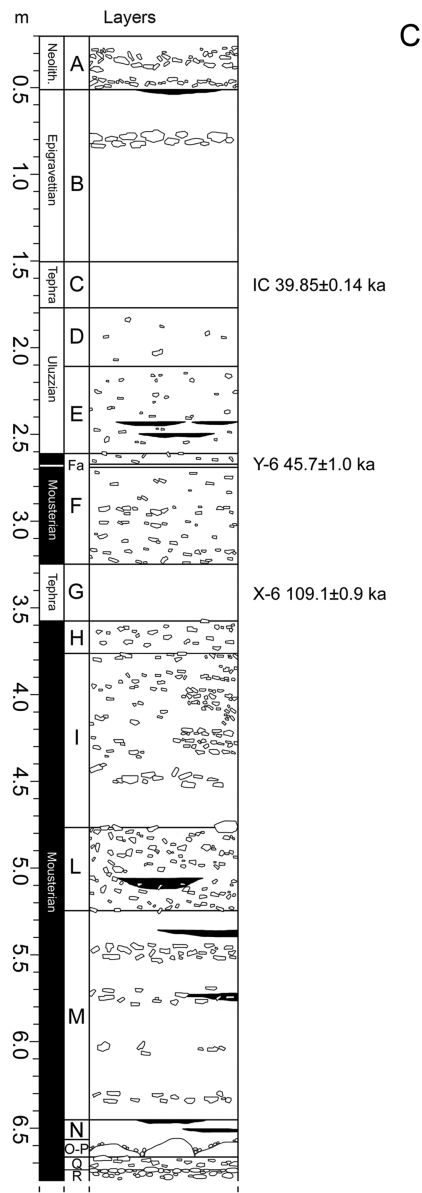 m
Layers
C
Neolith.
A
0.5
Epigravettian
1.0
B
1.5
Tephra
C
IC 39.85±0.14 ka
D
2.0
Uluzzian
E
2.5
Fa
Y-6 45.7±1.0 ka
Mousterian
F
3.0
Tephra
G
X-6 109.1±0.9 ka
3.5
H
4.0
I
4.5
L
5.0
Mousterian
5.5
M
6.0
6.5
N
O-P
Q
R